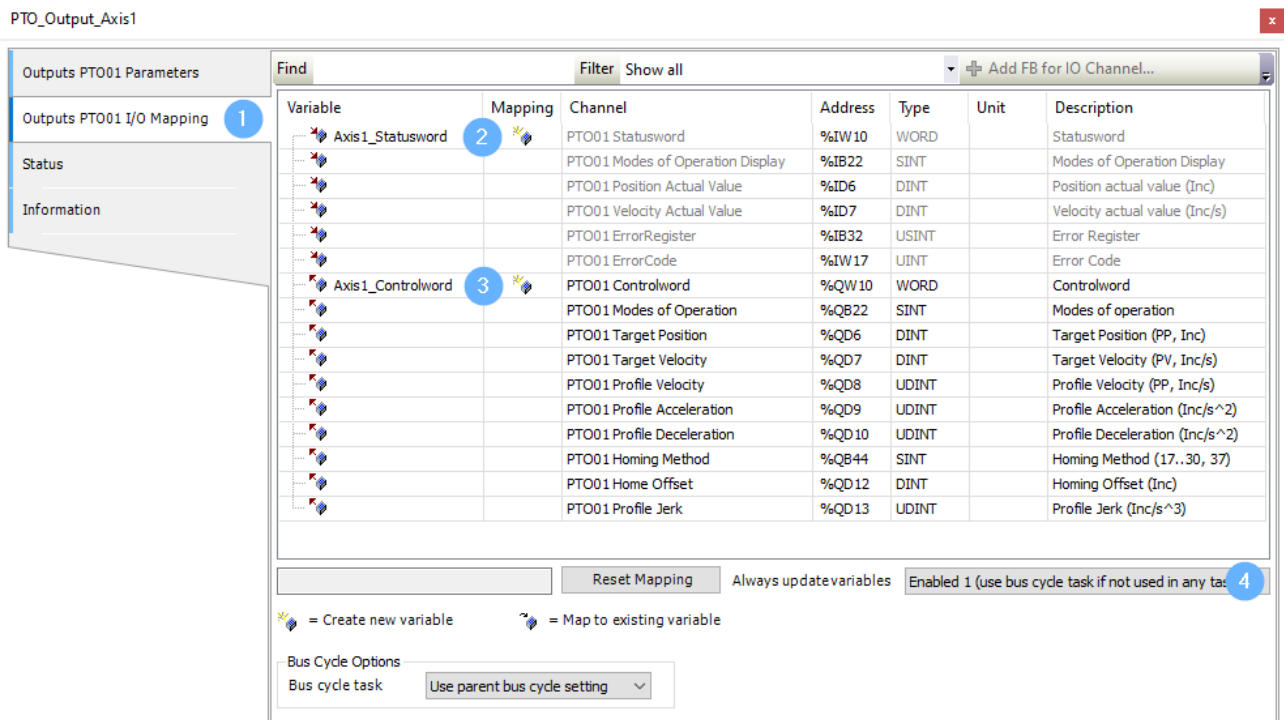 PTO_Output_Axis1
x
Outputs PTO01 Parameters
Outputs PTO01 I/O Mapping 1
Status
Information
Find Filter Show all Add FB for IO Channel...
Variable Mapping Channel Address Type Unit Description
Axis1_Statusword 2 PTO01 Statusword %IW10 WORD Statusword
PTO01 Modes of Operation Display %IB22 SINT Modes of Operation Display
PTO01 Position Actual Value %ID6 DINT Position actual value (Inc)
PTO01 Velocity Actual Value %ID7 DINT Velocity actual value (Inc/s)
PTO01 ErrorRegister %IB32 USINT Error Register
PTO01 ErrorCode %IW17 UINT Error Code
Axis1_Controlword 3 PTO01 Controlword %QW10 WORD Controlword
PTO01 Modes of Operation %QB22 SINT Modes of operation
PTO01 Target Position %QD6 DINT Target Position (PP, Inc)
PTO01 Target Velocity %QD7 DINT Target Velocity (PV, Inc/s)
PTO01 Profile Velocity %QD8 UDINT Profile Velocity (PP, Inc/s)
PTO01 Profile Acceleration %QD9 UDINT Profile Acceleration (Inc/s^2)
PTO01 Profile Deceleration %QD10 UDINT Profile Deceleration (Inc/s^2)
PTO01 Homing Method %QB44 SINT Homing Method (17..30, 37)
PTO01 Home Offset %QD12 DINT Homing Offset (Inc)
PTO01 Profile Jerk %QD13 UDINT Profile Jerk (Inc/s^3)
Reset Mapping Always update variables Enabled 1 (use bus cycle task if not used in any 4
= Create new variable = Map to existing variable
Bus Cycle Options
Bus cycle task Use parent bus cycle setting